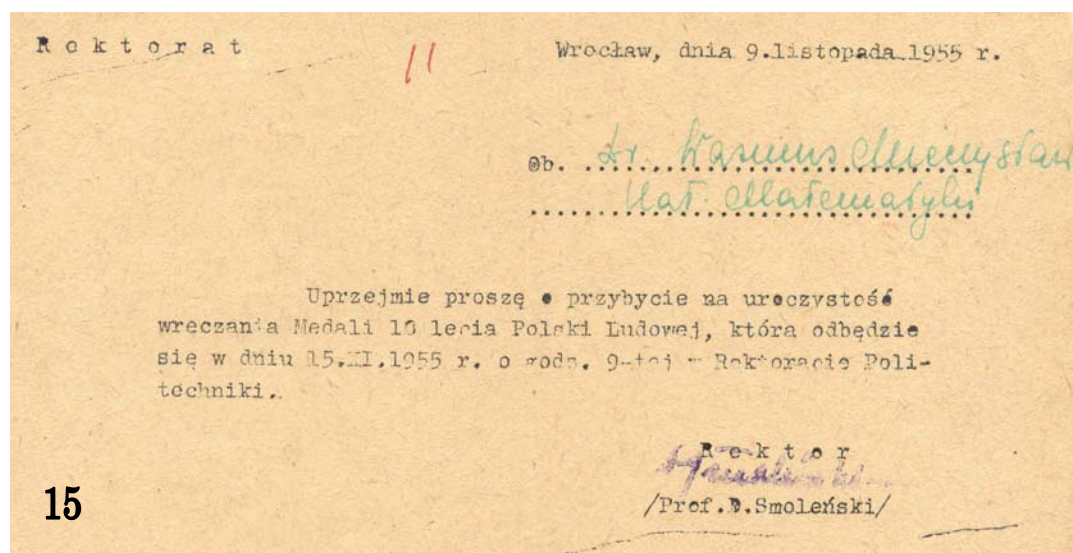 Rektorat
11
Wrocław, dnia 9.listopada 1955 r.
Ob. dr. Warmus Mieczysław
Kat. Matematyki
Uprzejmie proszę o przybycie na uroczystość
wręczania Medali 10 lecia Polski Ludowej, która odbędzie
się w dniu 15.XI.1955 r. o godz. 9-tej w Rektoracie Poli-
techniki.
Rektor
/Prof.D.Smoleński/
15